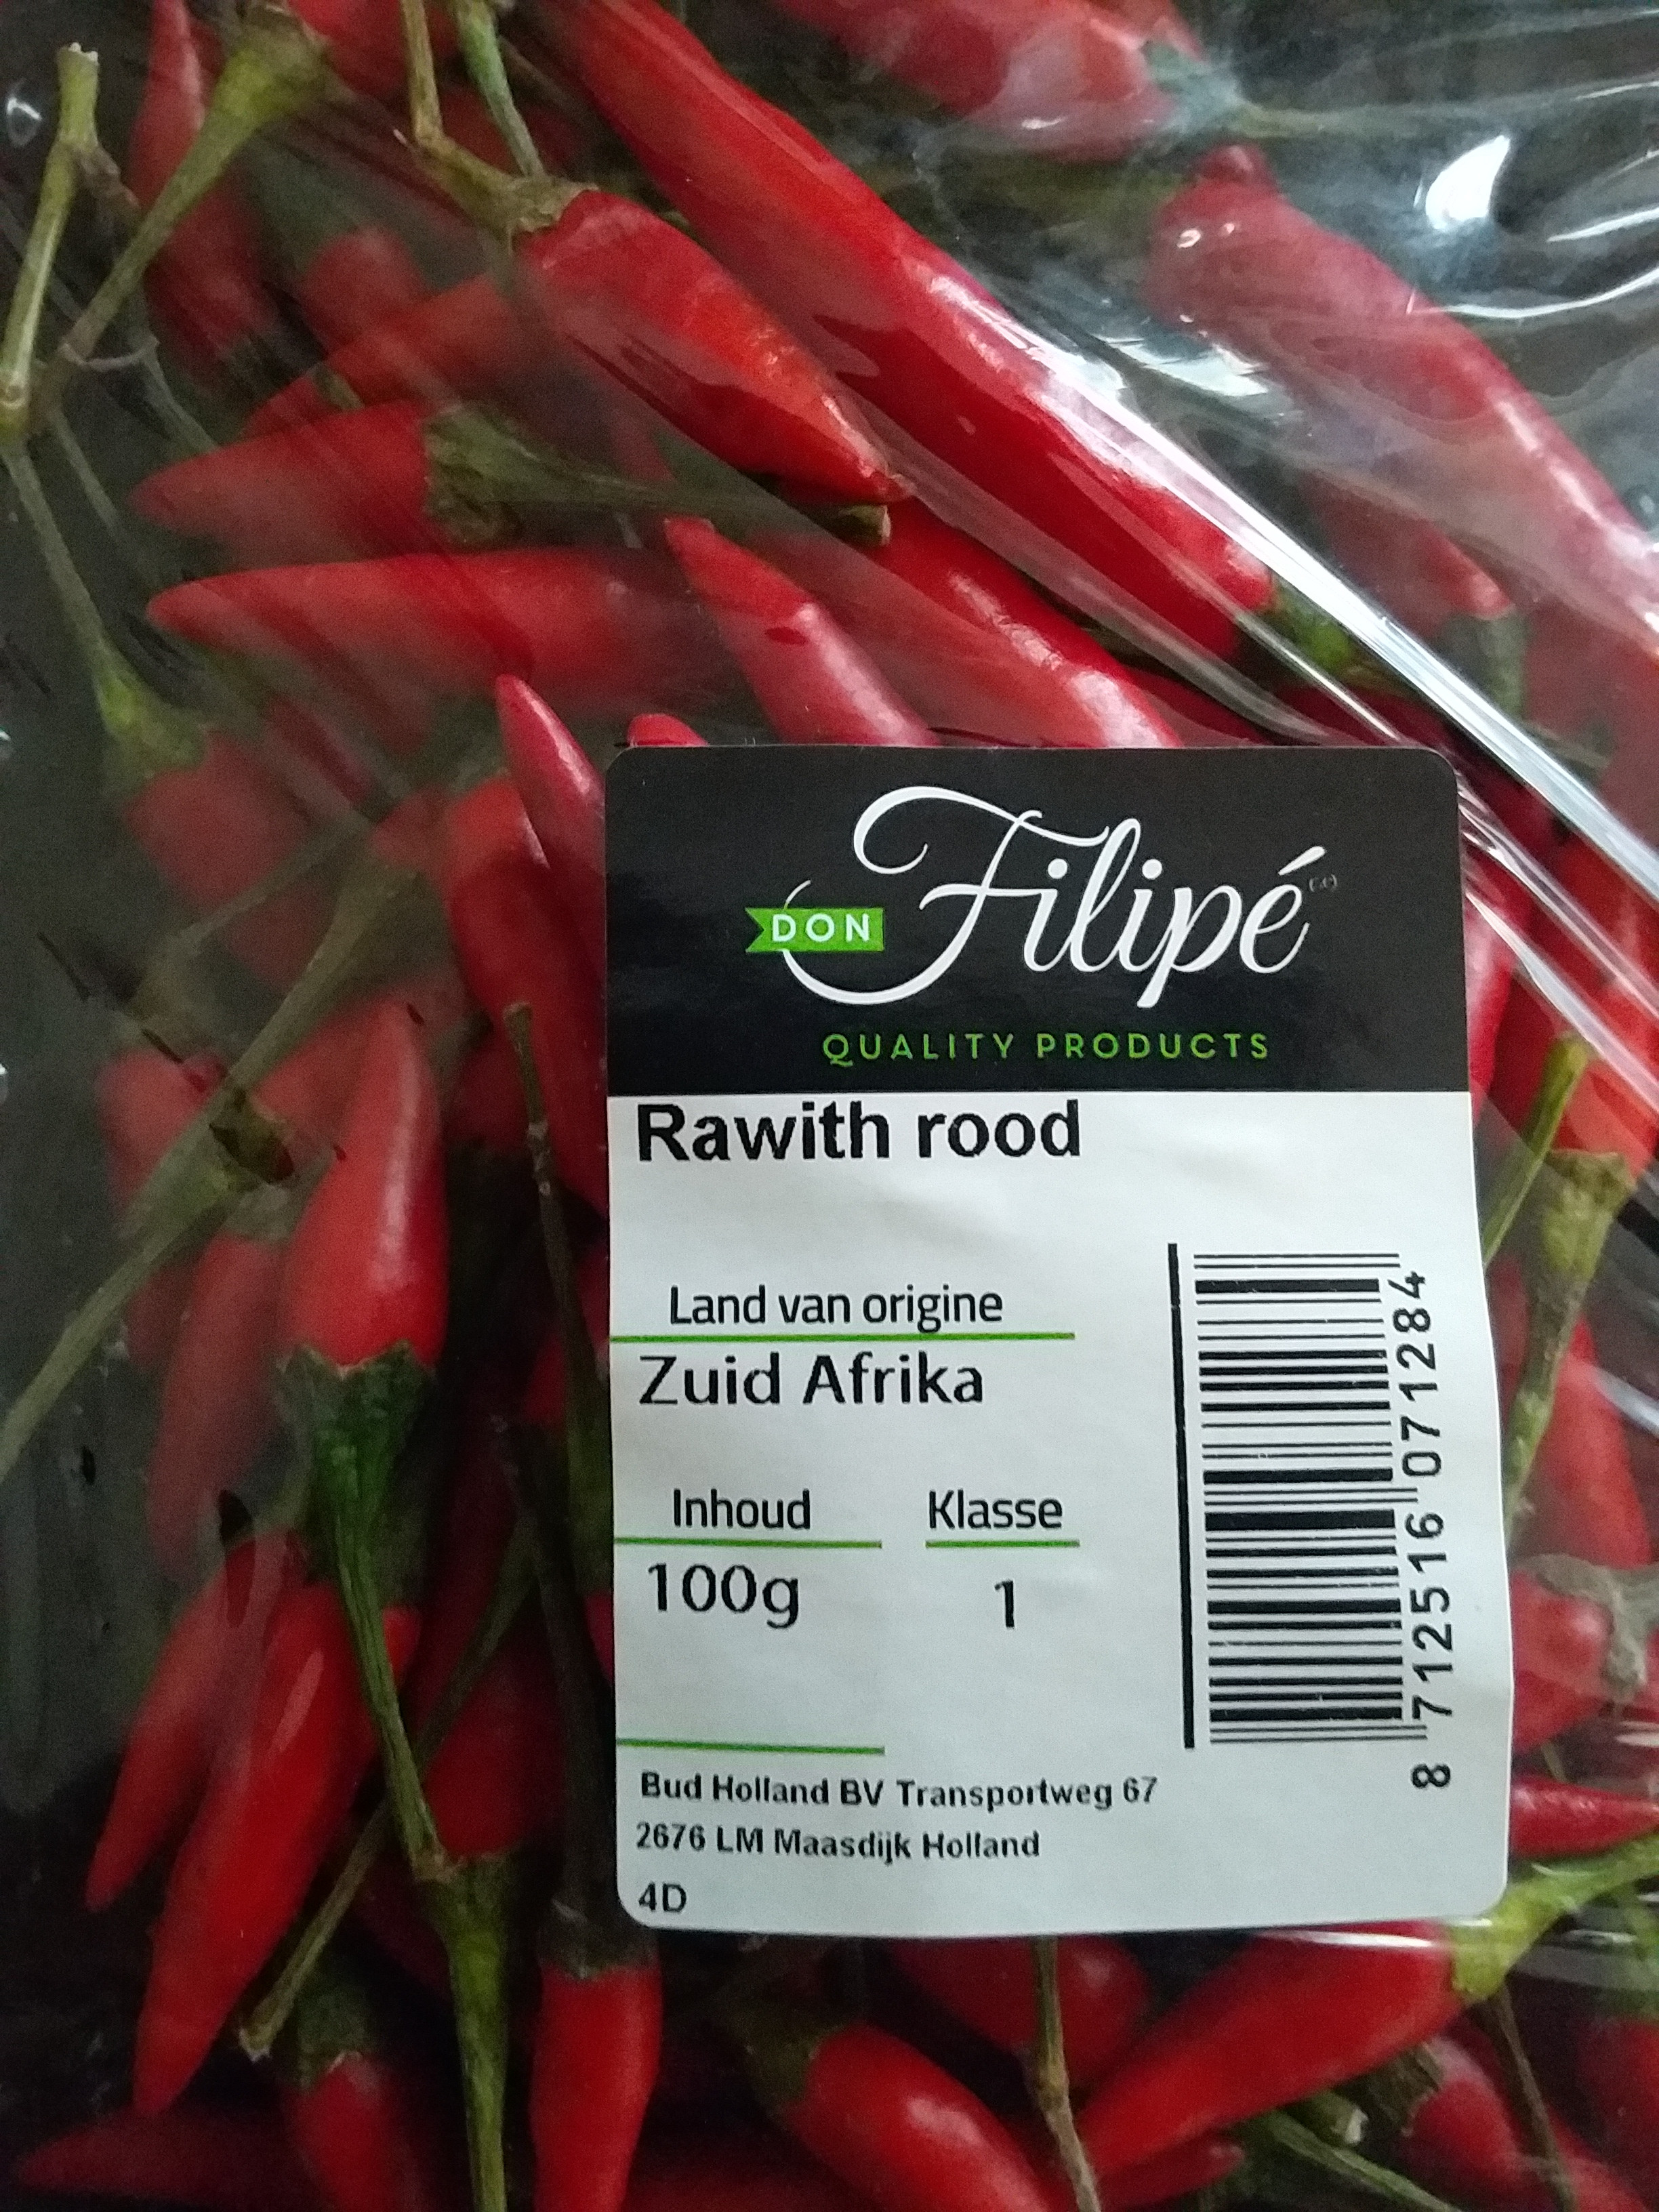 DON Filipé
QUALITY PRODUCTS
Rawith rood
Land van origine
Zuid Afrika
Inhoud Klasse
100g 1
8 712516 071284
Bud Holland BV Transportweg 67
2676 LM Maasdijk Holland
4D